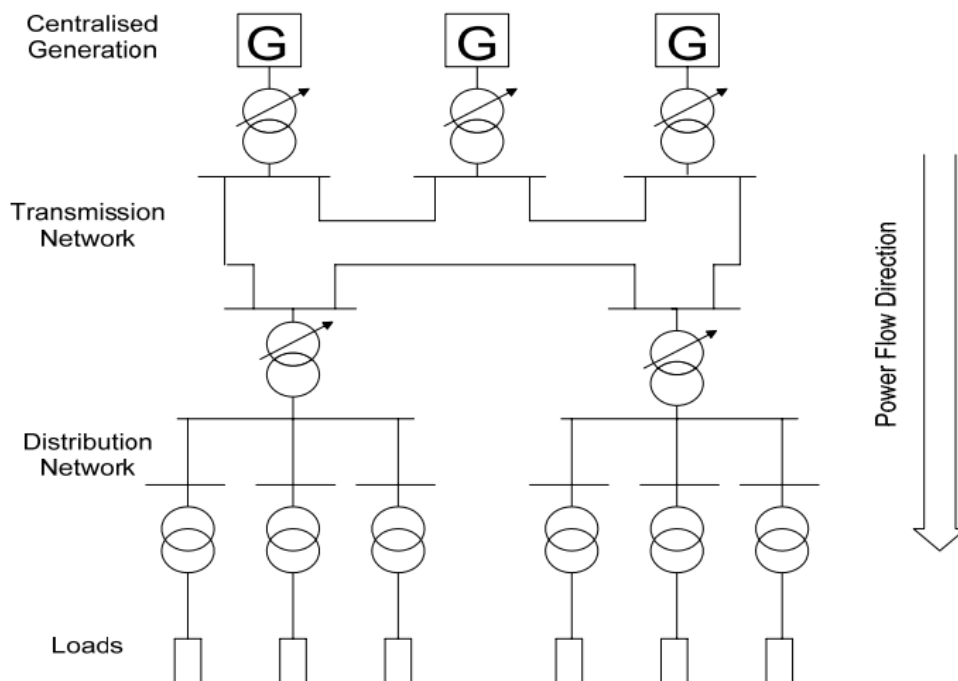 Centralised
Generation
G
G
G
Transmission
Network
Power Flow Direction
Distribution
Network
Loads